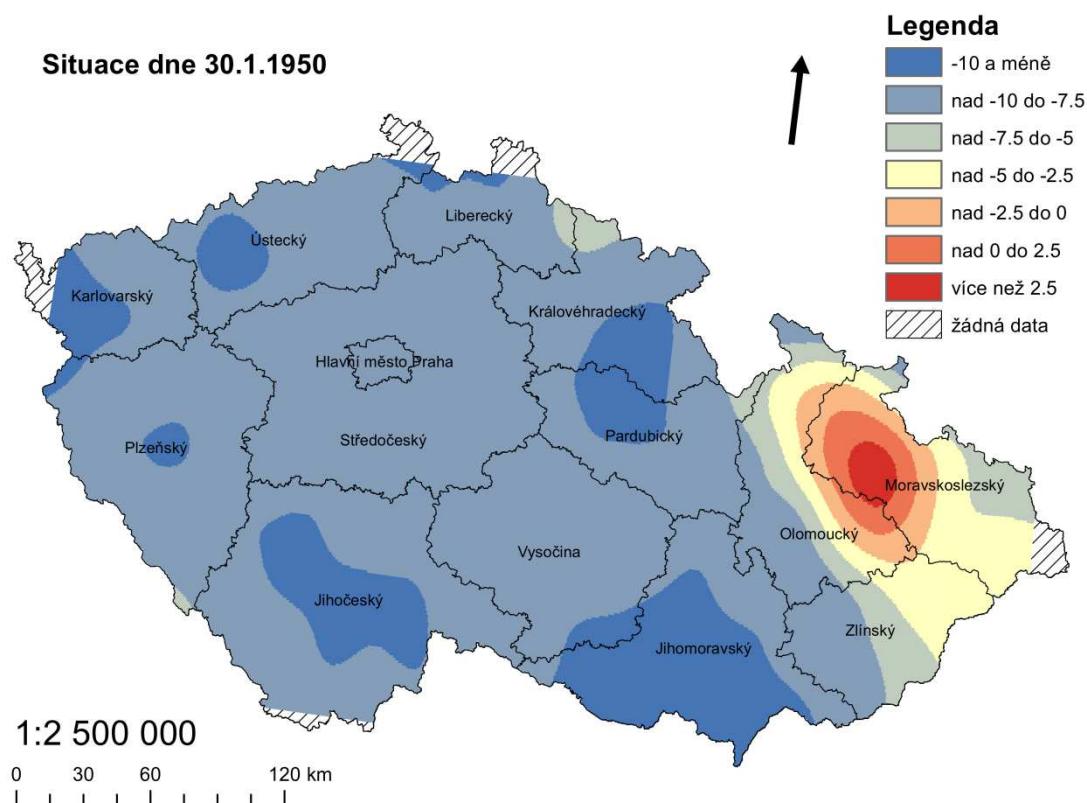 Situace dne 30.1.1950
Legenda
-10 a méně
nad -10 do -7.5
nad -7.5 do -5
nad -5 do -2.5
nad -2.5 do 0
nad 0 do 2.5
více než 2.5
žádná data
Liberecký
Ústecký
Karlovarský
Královéhradecký
Hlavní město Praha
Středočeský
Pardubický
Plzeňský
Moravskoslezský
Olomoucký
Vysočina
Jihočeský
Zlínský
Jihomoravský
1:2 500 000
0 30 60 120 km